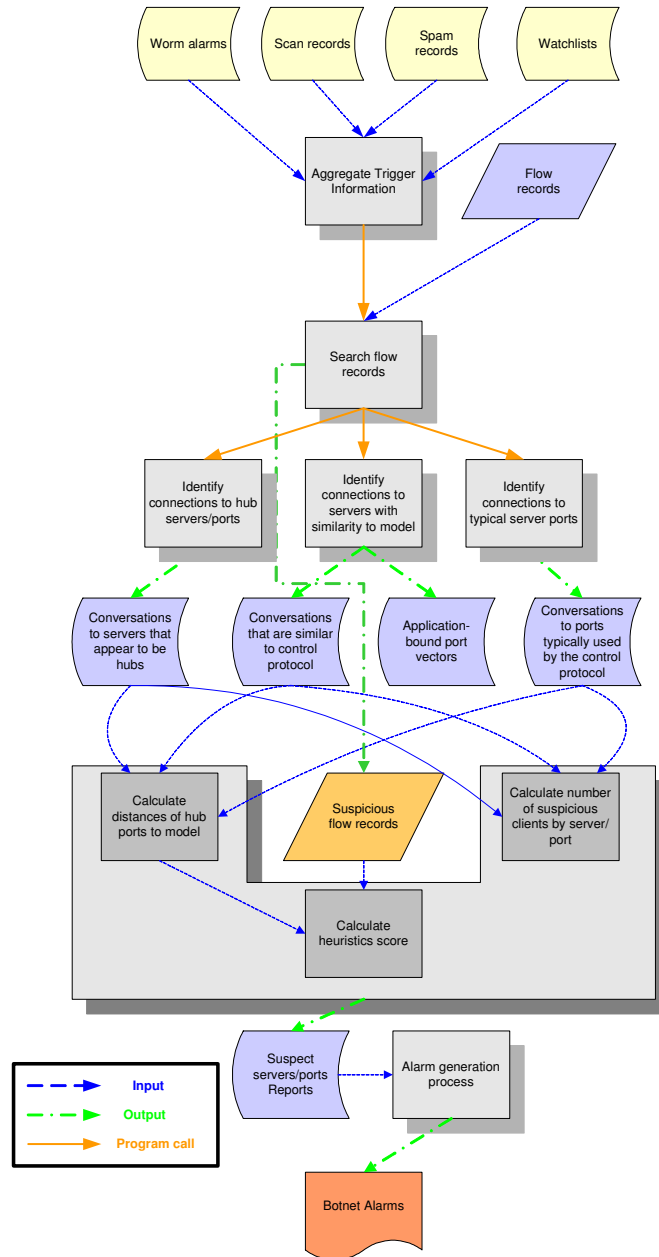 Worm alarms
Scan records
Spam
records
Watchlists
Aggregate Trigger
Information
Flow
records
Search flow
records
Identify
connections to hub
servers/ports
Identify
connections to
servers with
similarity to model
Identify
connections to
typical server ports
Conversations
to servers that
appear to be
hubs
Conversations
that are similar
to control
protocol
Application-
bound port
vectors
Conversations
to ports
typically used
by the control
protocol
Calculate
distances of hub
ports to model
Suspicious
flow records
Calculate number
of suspicious
clients by server/
port
Calculate
heuristics score
Suspect
servers/ports
Reports
Alarm generation
process
Input
Output
Program call
Botnet Alarms